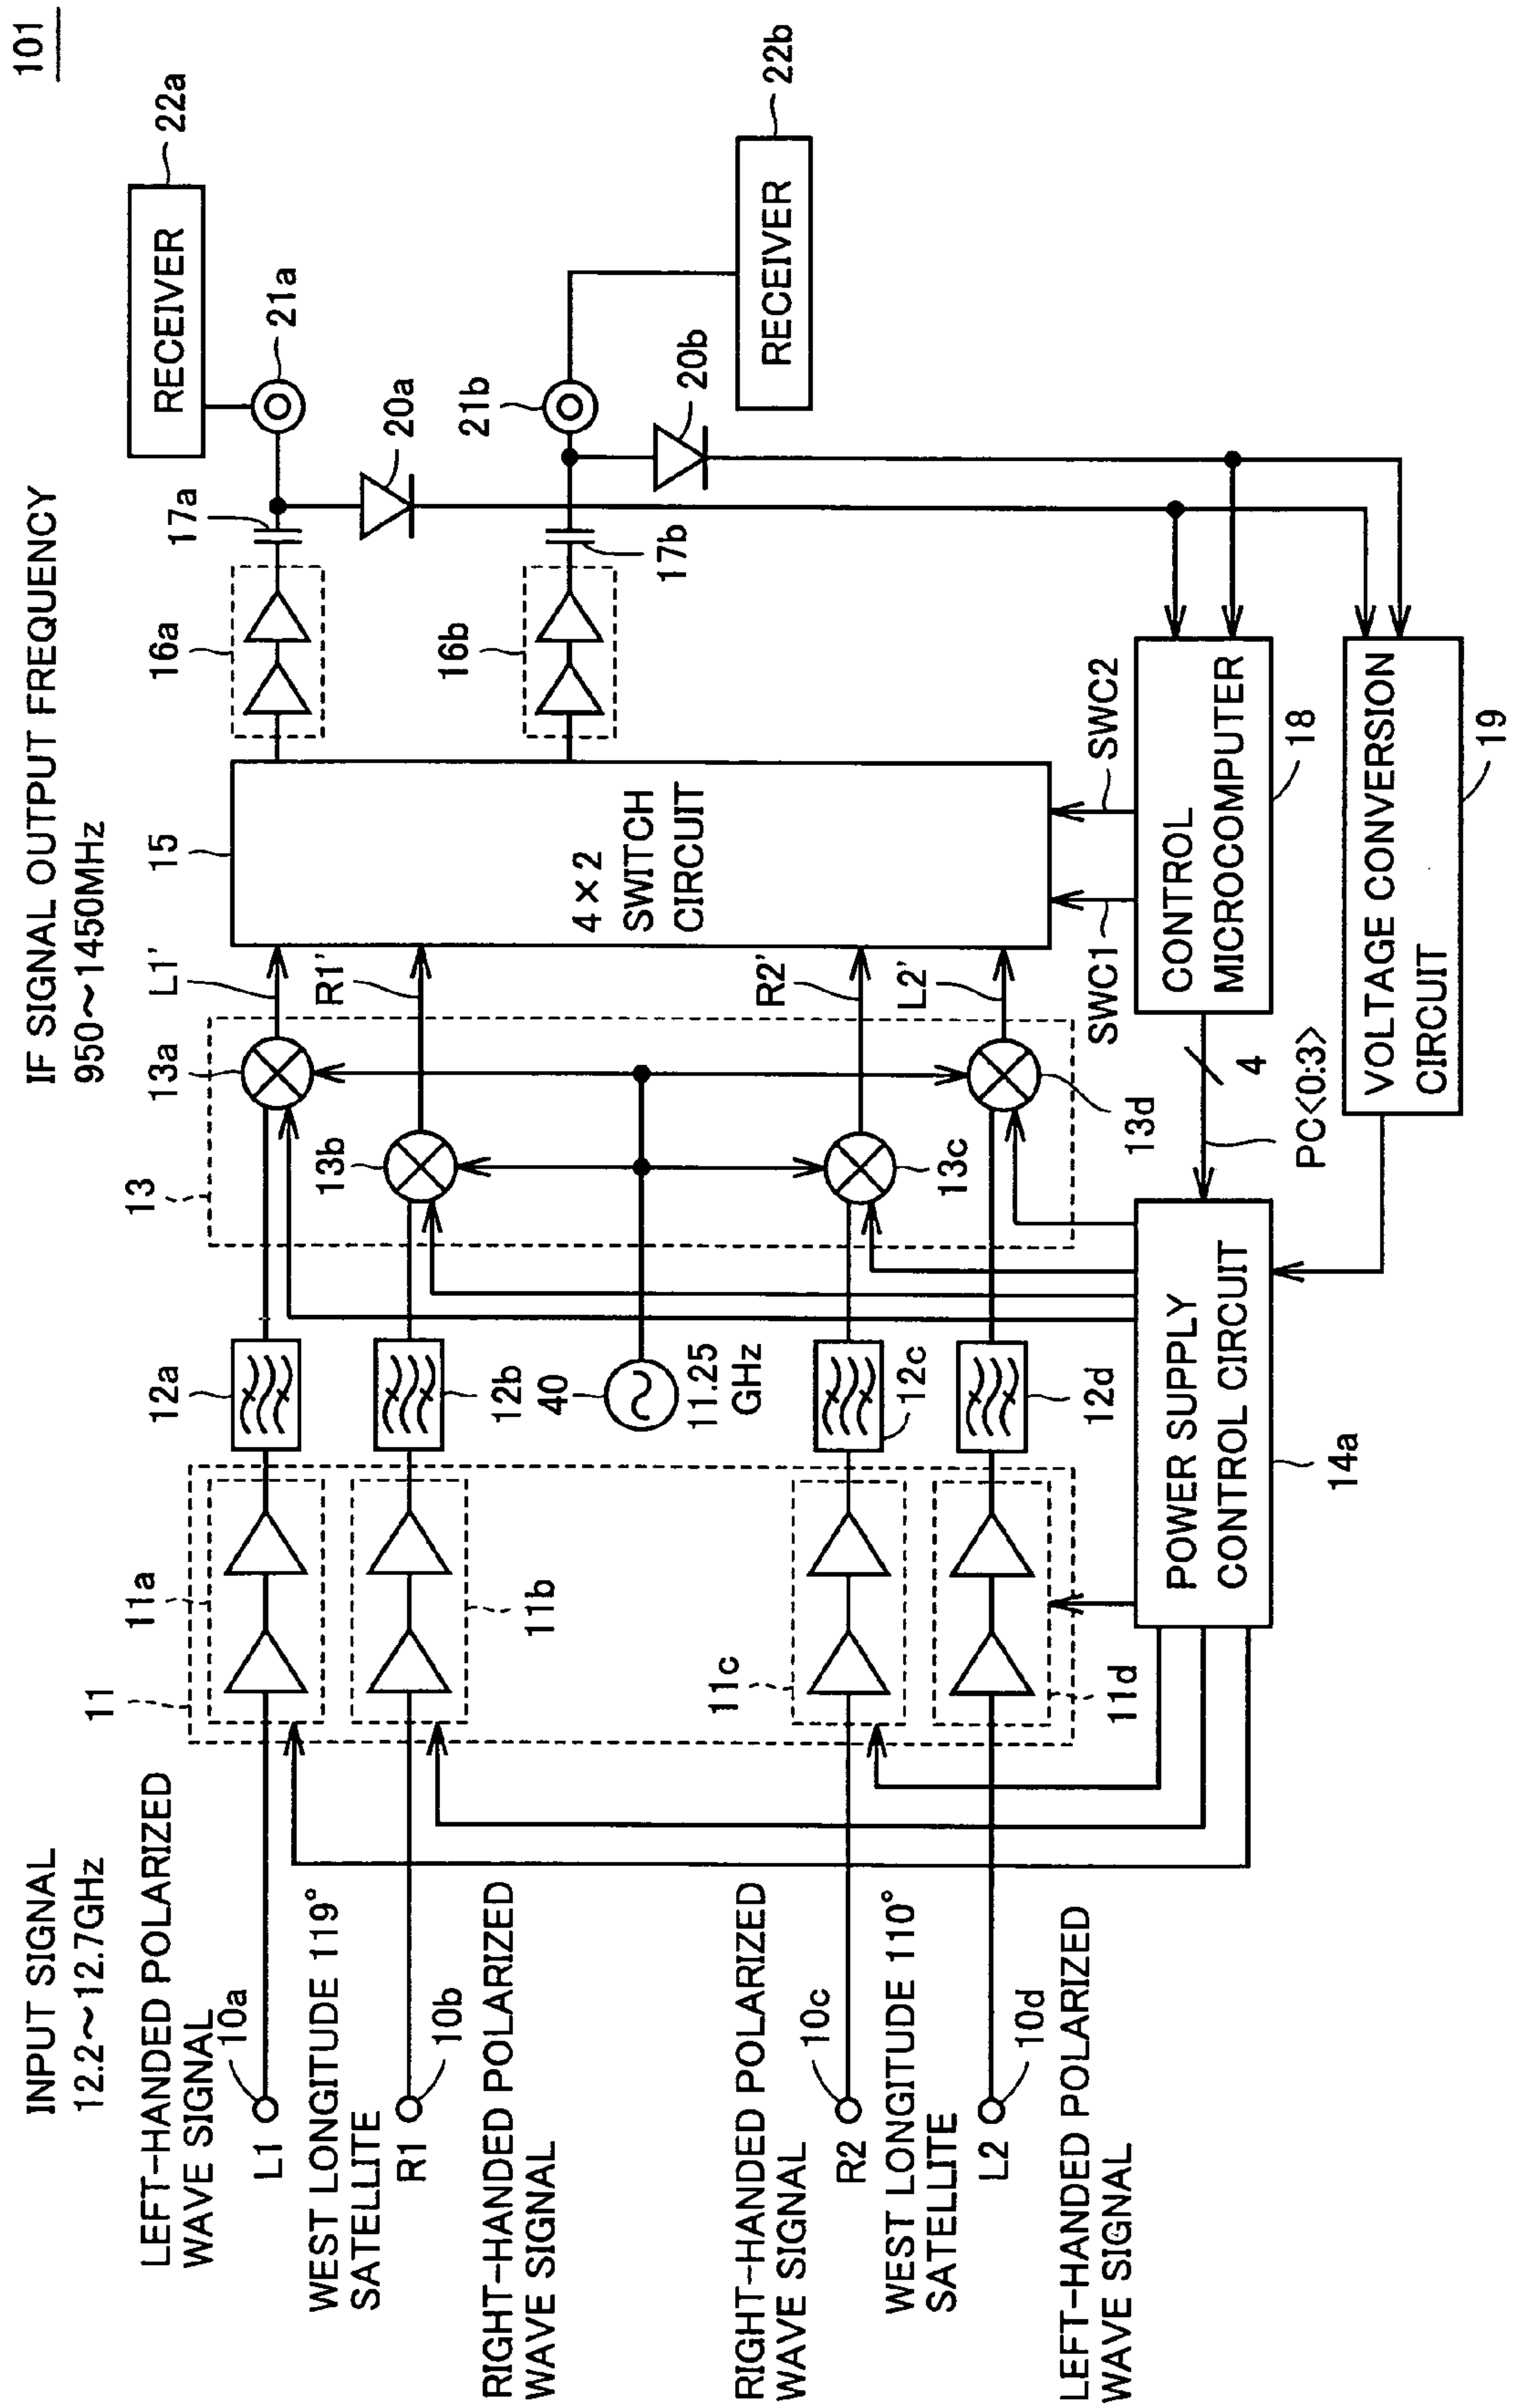 101
INPUT SIGNAL
12.2～12.7GHz
IF SIGNAL OUTPUT FREQUENCY
950～1450MHz
LEFT-HANDED POLARIZED
WAVE SIGNAL
L1
10a
WEST LONGITUDE 119°
SATELLITE
R1
10b
RIGHT-HANDED POLARIZED
WAVE SIGNAL
RIGHT-HANDED POLARIZED
WAVE SIGNAL
R2
10c
WEST LONGITUDE 110°
SATELLITE
L2
10d
LEFT-HANDED POLARIZED
WAVE SIGNAL
11
11a
11b
11c
11d
12a
12b
40
11.25
GHz
12c
12d
13
13a
13b
13c
13d
L1'
R1'
R2'
L2'
15
4×2
SWITCH
CIRCUIT
16a
16b
17a
17b
20a
20b
21a
21b
RECEIVER
22a
RECEIVER
22b
SWC1
SWC2
POWER SUPPLY
CONTROL CIRCUIT
14a
4
PC<0:3>
CONTROL
MICROCOMPUTER
18
VOLTAGE CONVERSION
CIRCUIT
19